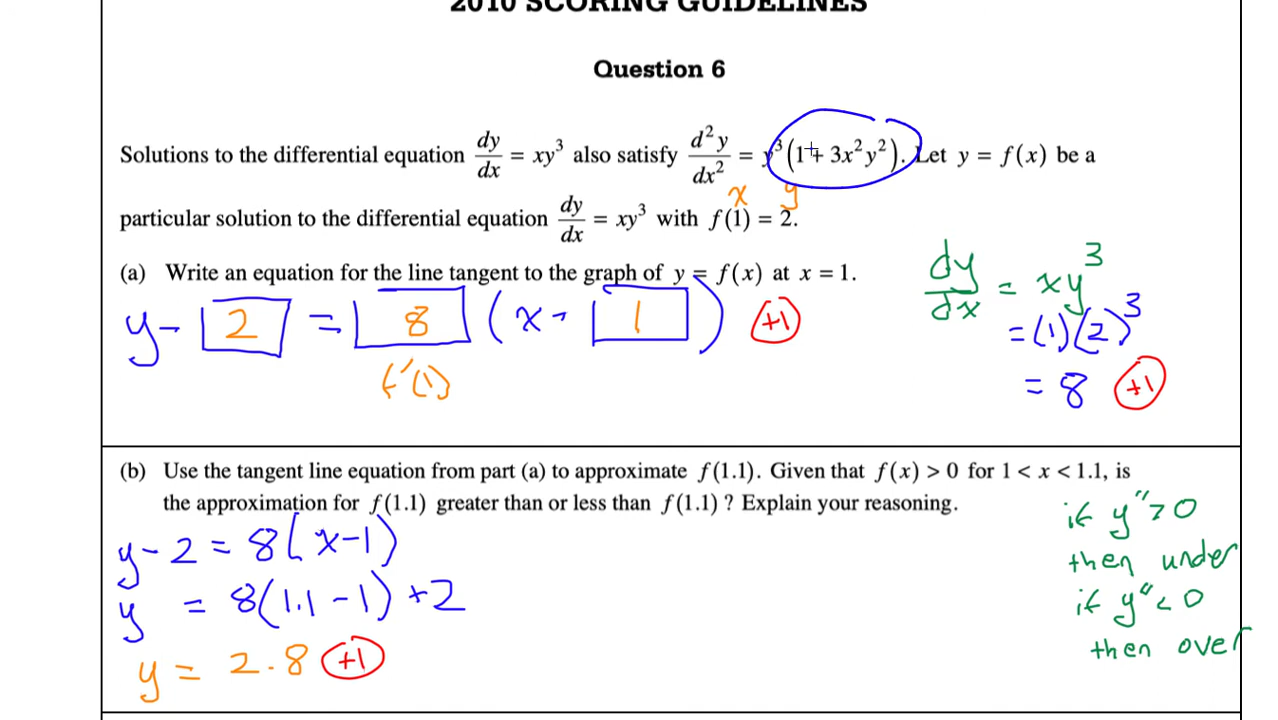 2010 SCORING GUIDELINES
Question 6
Solutions to the differential equation dy/dx = xy³ also satisfy d²y/dx² = y³(1 + 3x²y²). Let y = f(x) be a
x y
particular solution to the differential equation dy/dx = xy³ with f(1) = 2.
(a) Write an equation for the line tangent to the graph of y = f(x) at x = 1.
y - 2 = 8 (x - 1) +1
f'(1)
dy/dx = xy³
= (1)(2)³
= 8 +1
(b) Use the tangent line equation from part (a) to approximate f(1.1). Given that f(x) > 0 for 1 < x < 1.1, is
the approximation for f(1.1) greater than or less than f(1.1) ? Explain your reasoning.
y - 2 = 8(x-1)
y = 8(1.1 - 1) + 2
y = 2.8 +1
if y" > 0
then under
if y" < 0
then over